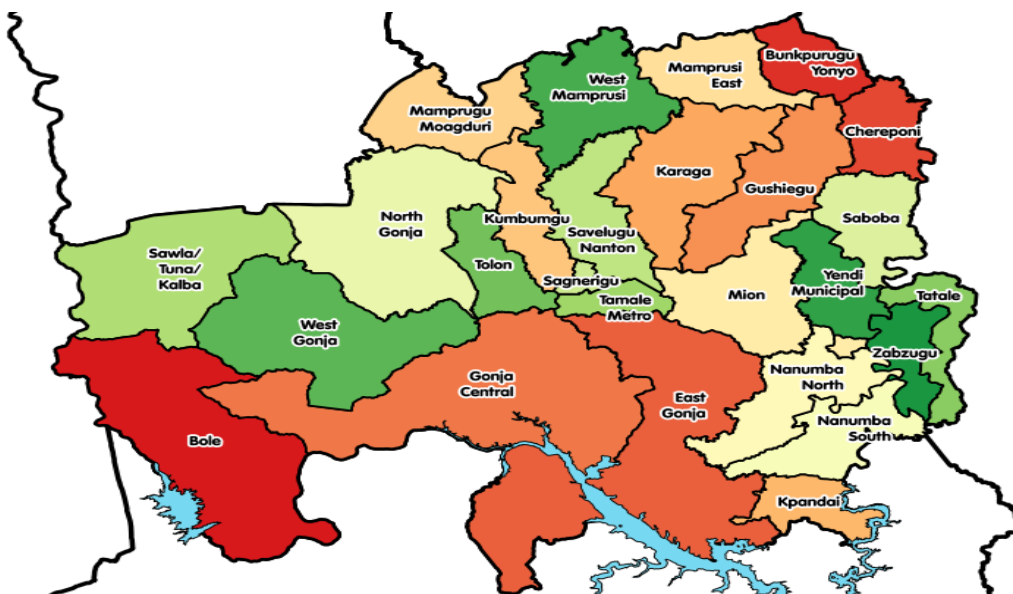 Bunkpurugu
Yonyo
Mamprusi
East
West
Mamprusi
Mamprugu
Moagduri
Chereponi
Karaga
Gushiegu
North
Gonja
Kumbumgu
Savelugu
Nanton
Saboba
Sawla/
Tuna/
Kalba
Tolon
Sagnerigu
Yendi
Municipal
Mion
Tatale
Tamale
Metro
West
Gonja
Zabzugu
Nanumba
North
Gonja
Central
East
Gonja
Nanumba
South
Bole
Kpandai